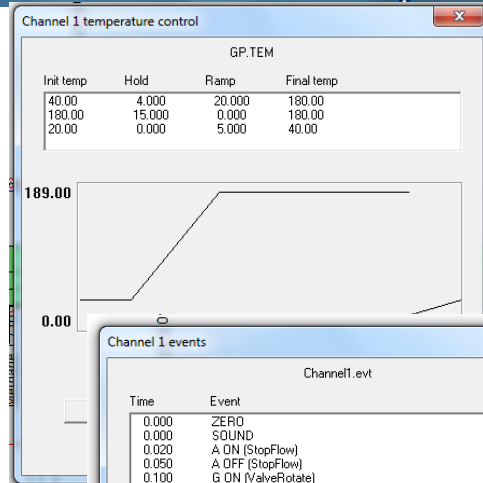 Channel 1 temperature control
GP.TEM
Init temp Hold Ramp Final temp
40.00 4.000 20.000 180.00
180.00 15.000 0.000 180.00
20.00 0.000 5.000 40.00
189.00
0.00
Channel 1 events
Channel1.evt
Time Event
0.000 ZERO
0.000 SOUND
0.020 A ON (StopFlow)
0.050 A OFF (StopFlow)
0.100 G ON (ValveRotate)